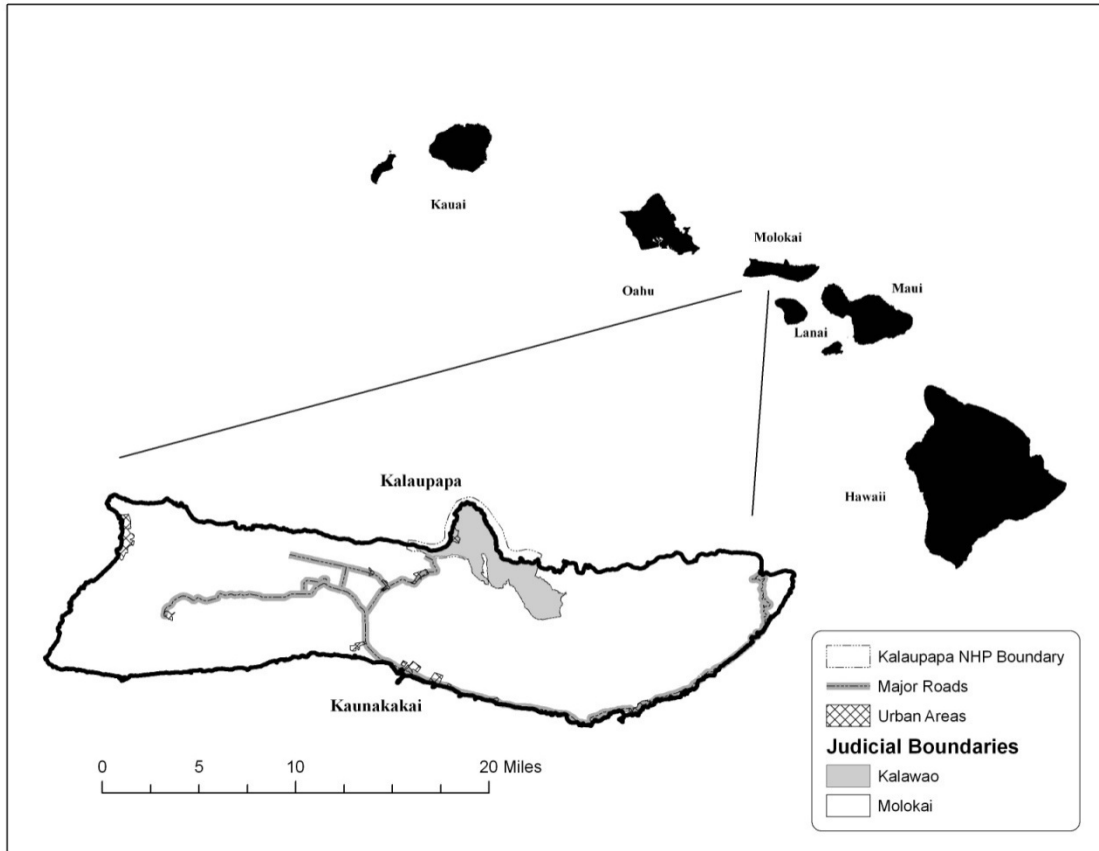 Kauai
Oahu
Molokai
Maui
Lanai
Hawaii
Kalaupapa
Kaunakakai
0 5 10 20 Miles
Kalaupapa NHP Boundary
Major Roads
Urban Areas
Judicial Boundaries
Kalawao
Molokai